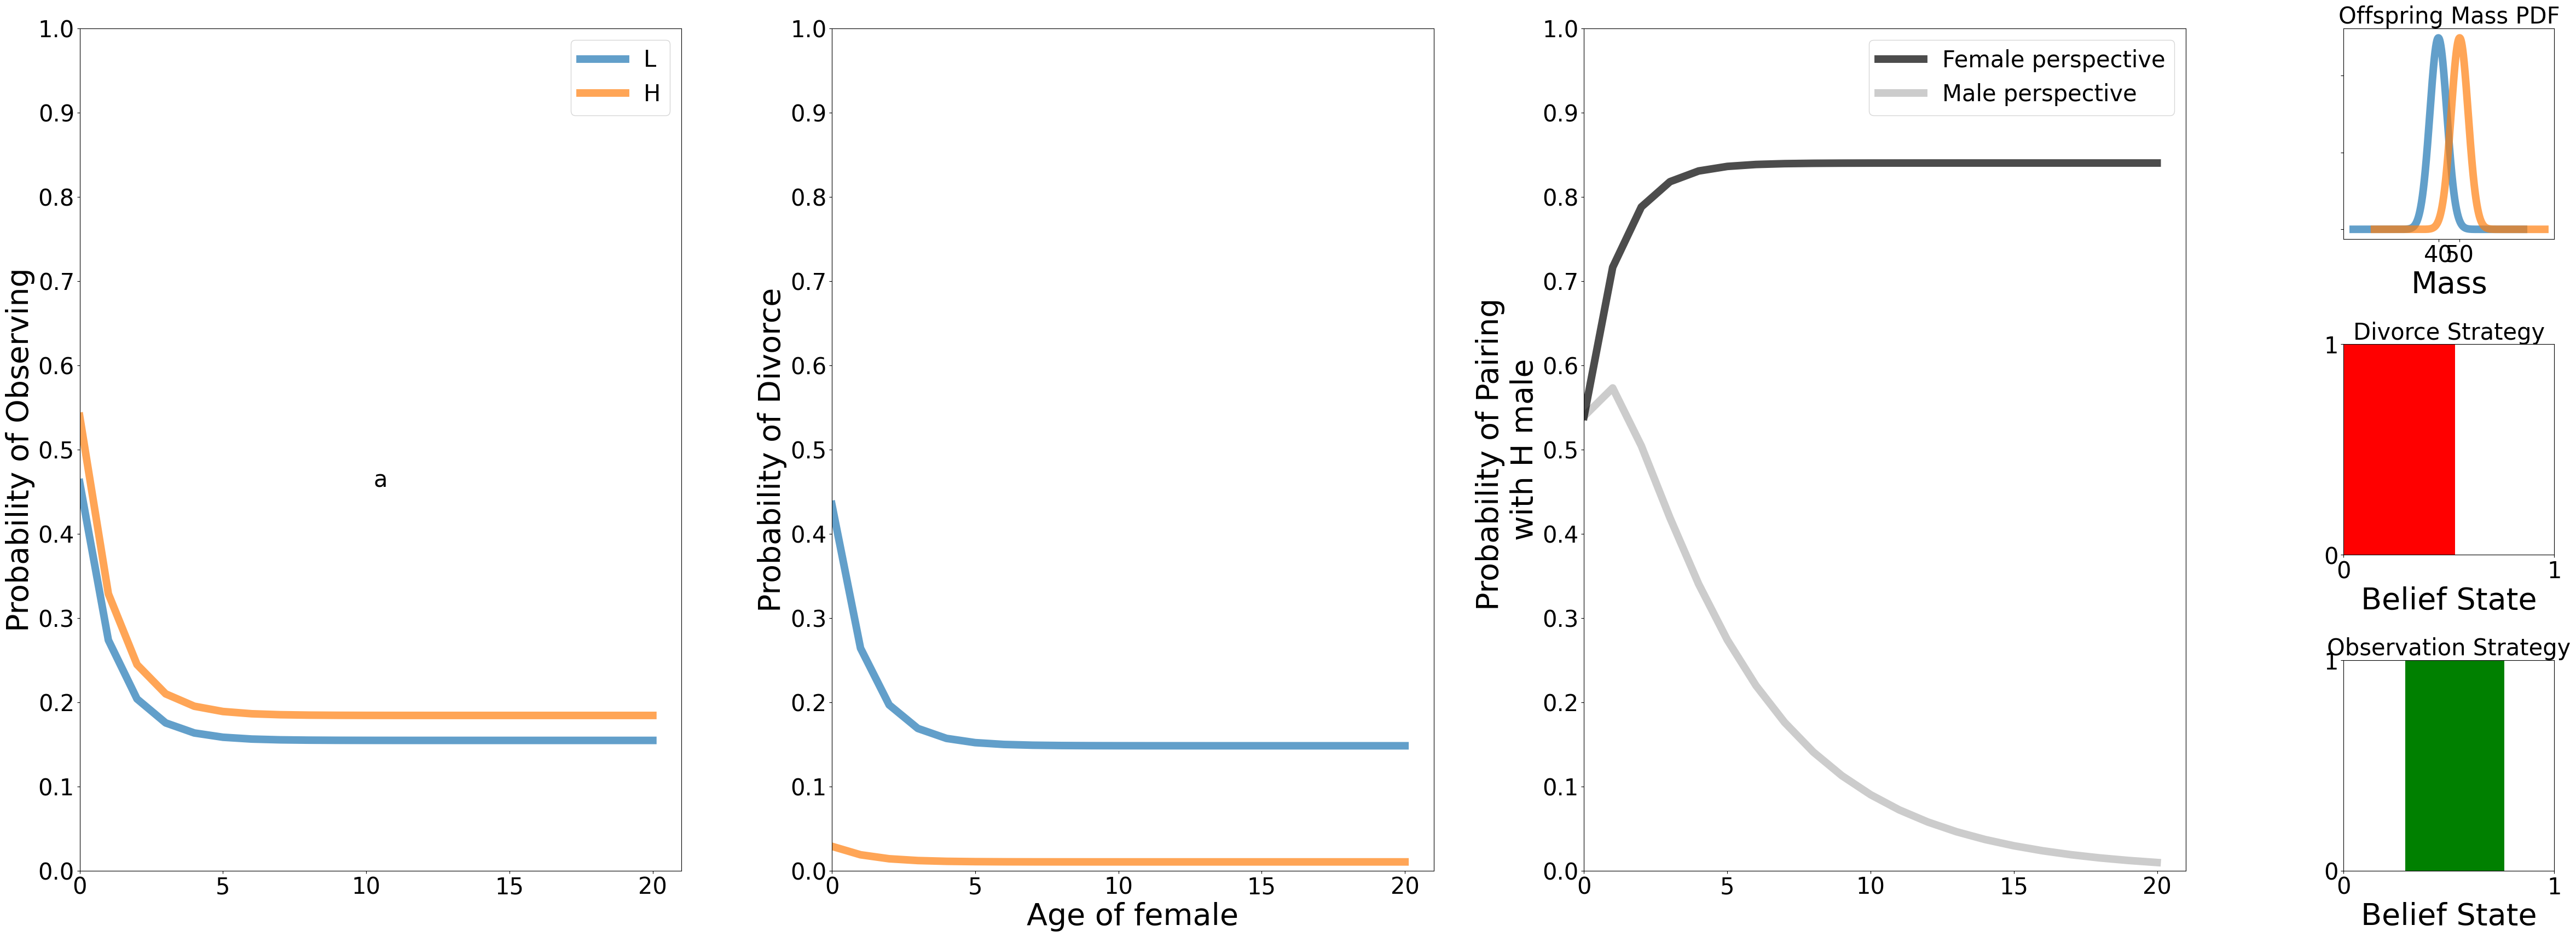 Probability of Observing
1.0
0.9
0.8
0.7
0.6
0.5
0.4
0.3
0.2
0.1
0.0
0 5 10 15 20
L
H
a
Probability of Divorce
1.0
0.9
0.8
0.7
0.6
0.5
0.4
0.3
0.2
0.1
0.0
0 5 10 15 20
Age of female
Probability of Pairing
with H male
1.0
0.9
0.8
0.7
0.6
0.5
0.4
0.3
0.2
0.1
0.0
0 5 10 15 20
Female perspective
Male perspective
Offspring Mass PDF
40 50
Mass
Divorce Strategy
1
0
0 1
Belief State
Observation Strategy
1
0
0 1
Belief State